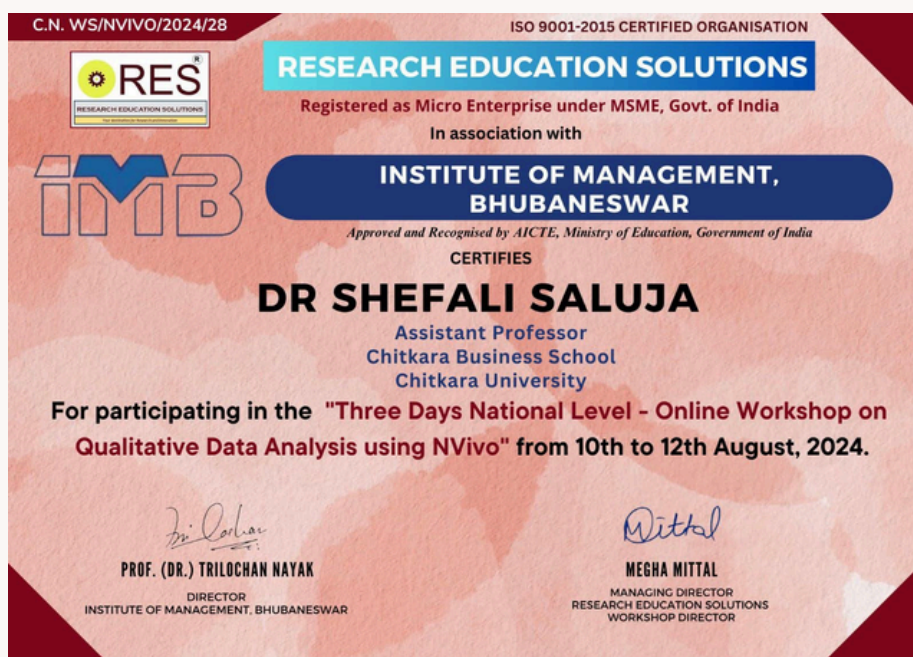 C.N. WS/NVIVO/2024/28
ISO 9001-2015 CERTIFIED ORGANISATION
RES®
RESEARCH EDUCATION SOLUTIONS
RESEARCH EDUCATION SOLUTIONS
Registered as Micro Enterprise under MSME, Govt. of India
In association with
iMB
INSTITUTE OF MANAGEMENT,
BHUBANESWAR
Approved and Recognised by AICTE, Ministry of Education, Government of India
CERTIFIES
DR SHEFALI SALUJA
Assistant Professor
Chitkara Business School
Chitkara University
For participating in the "Three Days National Level - Online Workshop on
Qualitative Data Analysis using NVivo" from 10th to 12th August, 2024.
Mittal
PROF. (DR.) TRILOCHAN NAYAK
DIRECTOR
INSTITUTE OF MANAGEMENT, BHUBANESWAR
MEGHA MITTAL
MANAGING DIRECTOR
RESEARCH EDUCATION SOLUTIONS
WORKSHOP DIRECTOR